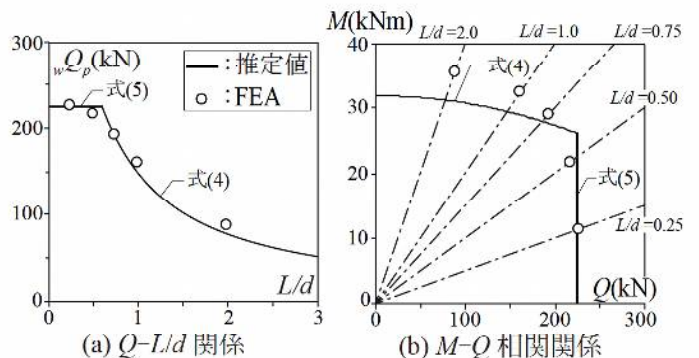 300
200
100
0
0
1
2
3
wQp(kN)
式(5)
—:推定値
○:FEA
式(4)
L/d
(a) Q-L/d 関係
M(kNm)
L/d=2.0
L/d=1.0
L/d=0.75
40
30
20
10
0
式(4)
L/d=0.50
式(5)
L/d=0.25
Q(kN)
0
100
200
300
(b) M-Q 相関関係